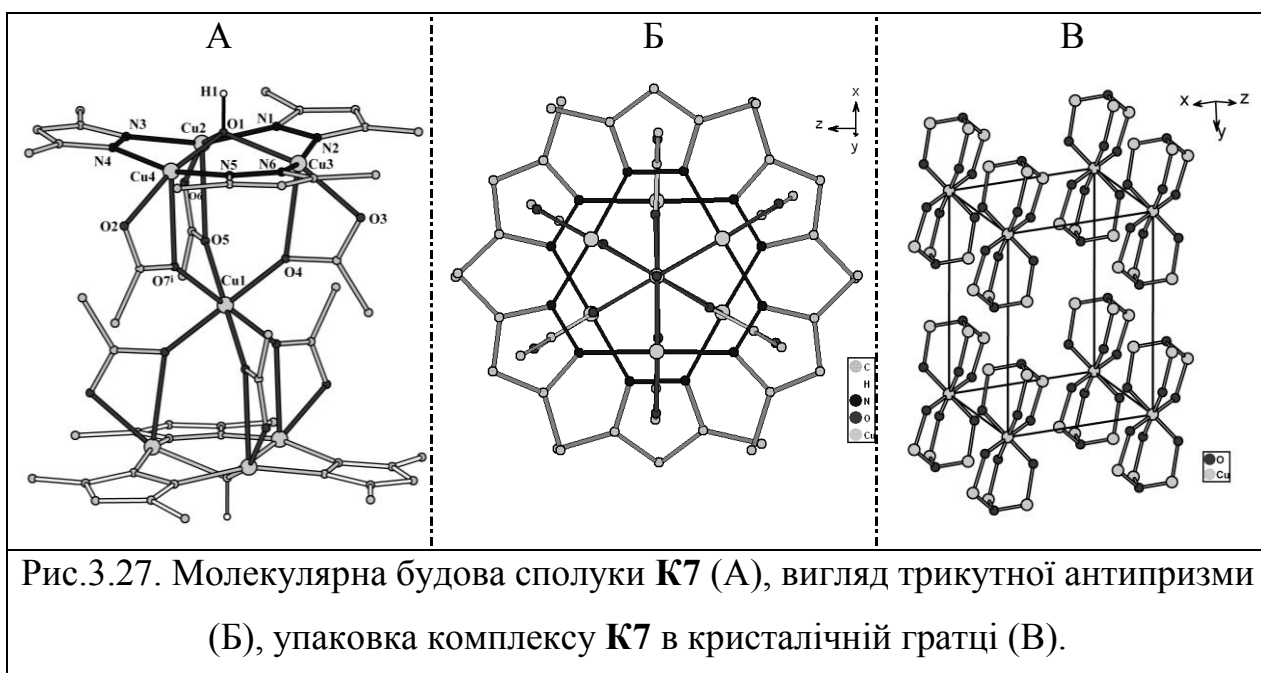 А
Б
В
H1
N3
Cu2
O1
N1
N2
N4
Cu4
N5
N6
Cu3
O6
O2
O5
O3
O7i
Cu1
O4
x
z
y
C
H
N
O
Cu
x
z
y
O
Cu
Рис.3.27. Молекулярна будова сполуки К7 (А), вигляд трикутної антипризми
(Б), упаковка комплексу К7 в кристалічній гратці (В).